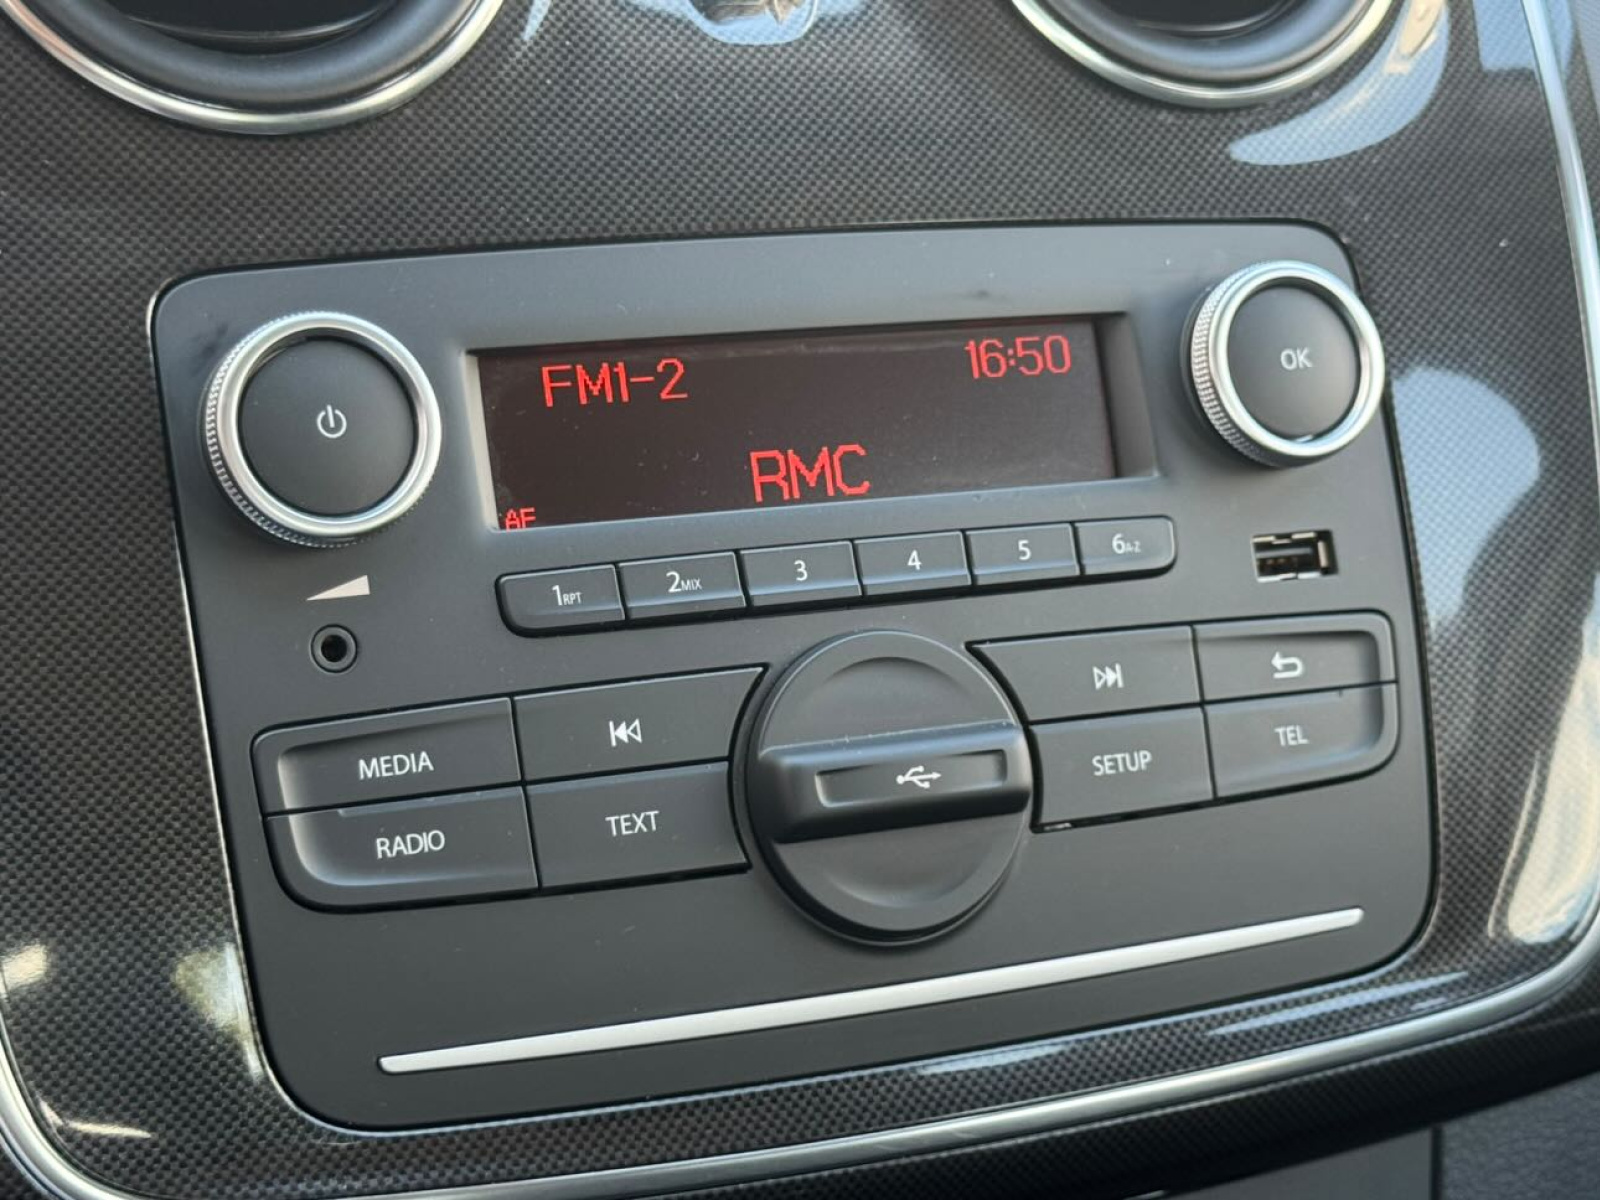 FM1-2 16:50
RMC
AF
OK
1RPT 2MIX 3 4 5 6A-Z
MEDIA
RADIO TEXT
SETUP TEL